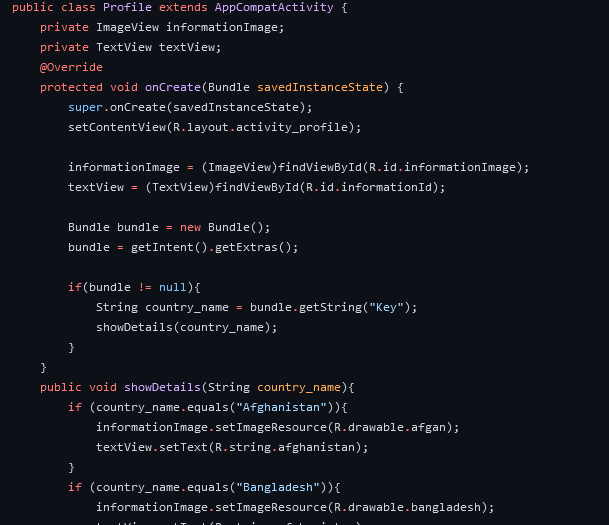 public class Profile extends AppCompatActivity {
private ImageView informationImage;
private TextView textView;
@Override
protected void onCreate(Bundle savedInstanceState) {
super.onCreate(savedInstanceState);
setContentView(R.layout.activity_profile);
informationImage = (ImageView)findViewById(R.id.informationImage);
textView = (TextView)findViewById(R.id.informationId);
Bundle bundle = new Bundle();
bundle = getIntent().getExtras();
if(bundle != null){
String country_name = bundle.getString("Key");
showDetails(country_name);
}
}
public void showDetails(String country_name){
if (country_name.equals("Afghanistan")){
informationImage.setImageResource(R.drawable.afgan);
textView.setText(R.string.afghanistan);
}
if (country_name.equals("Bangladesh")){
informationImage.setImageResource(R.drawable.bangladesh);